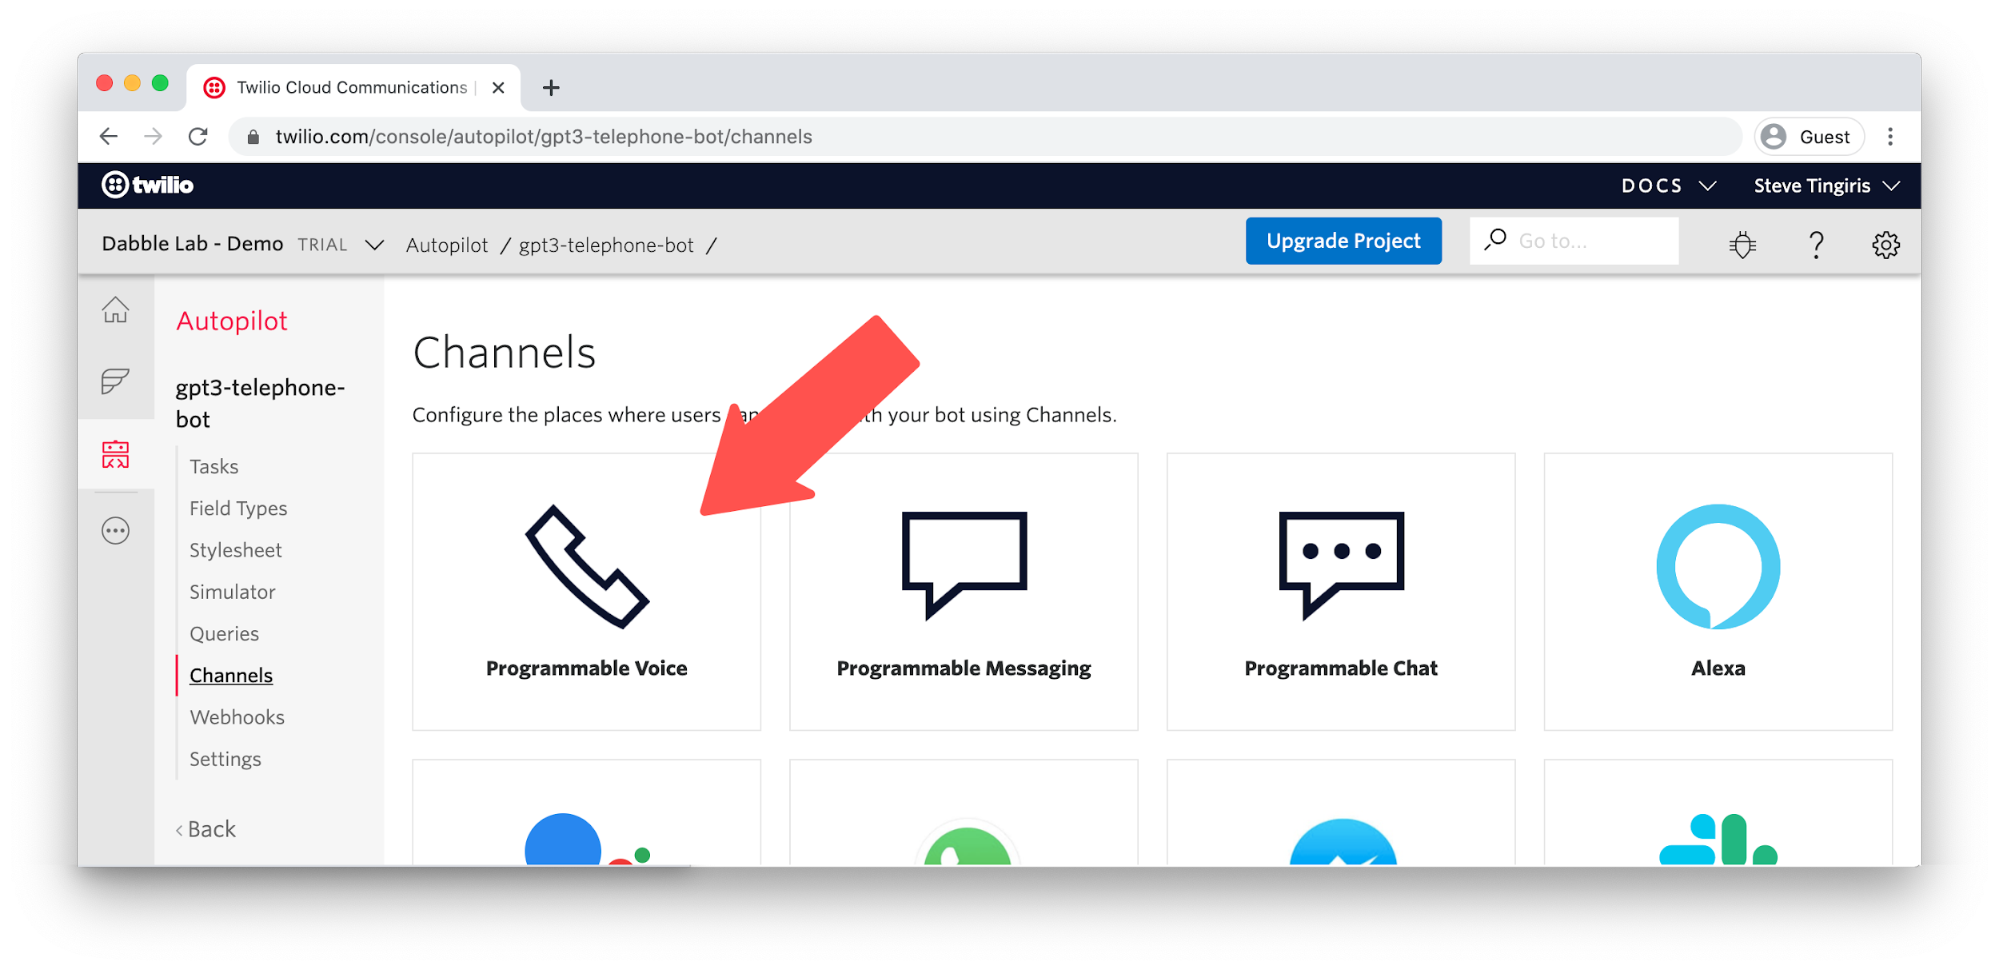 Twilio Cloud Communications |
twilio.com/console/autopilot/gpt3-telephone-bot/channels
Guest
twilio
DOCS
Steve Tingiris
Dabble Lab - Demo TRIAL
Autopilot / gpt3-telephone-bot /
Upgrade Project
Go to...
Autopilot
gpt3-telephone-
bot
Tasks
Field Types
Stylesheet
Simulator
Queries
Channels
Webhooks
Settings
< Back
Channels
Configure the places where users your bot using Channels.
Programmable Voice
Programmable Messaging
Programmable Chat
Alexa